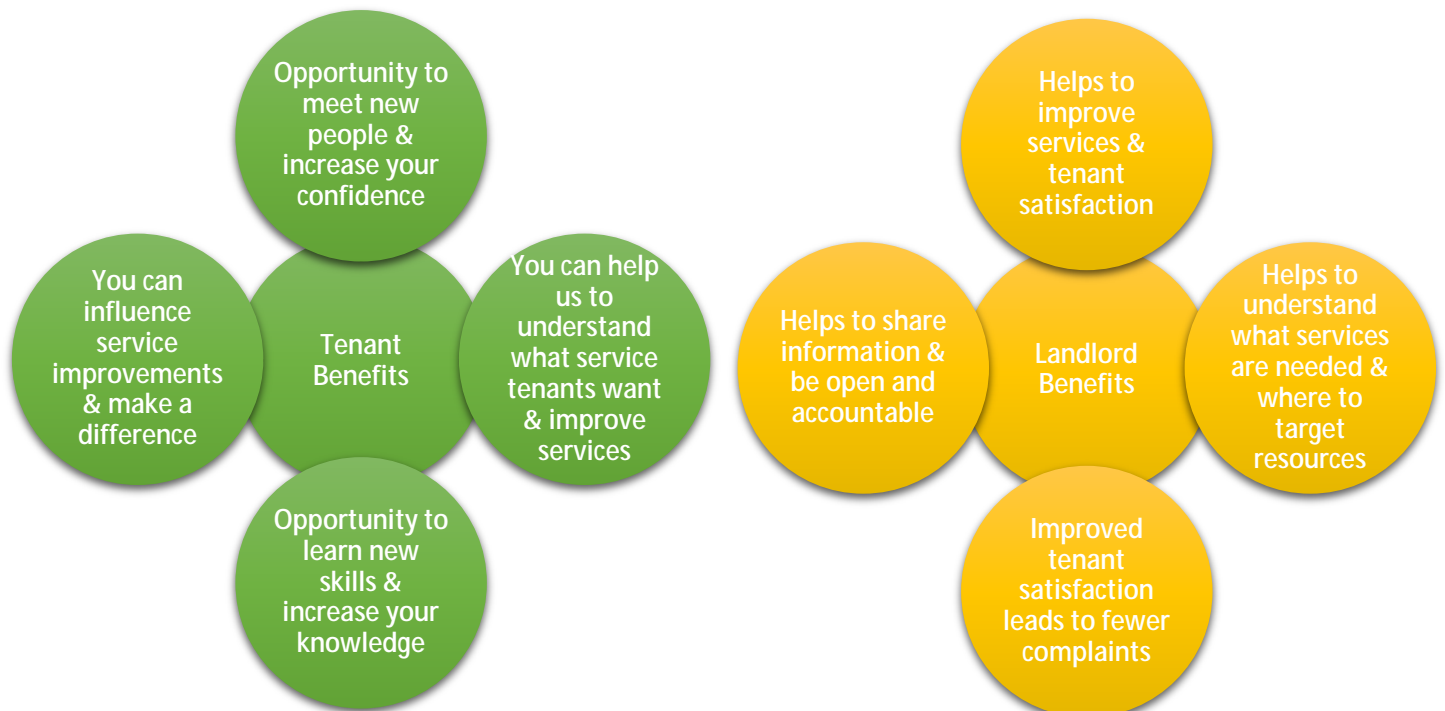 Opportunity to
meet new
people &
increase your
confidence
You can
influence
service
improvements
& make a
difference
Tenant
Benefits
You can help
us to
understand
what service
tenants want
& improve
services
Opportunity to
learn new
skills &
increase your
knowledge
Helps to
improve
services &
tenant
satisfaction
Helps to share
information &
be open and
accountable
Landlord
Benefits
Helps to
understand
what services
are needed &
where to
target
resources
Improved
tenant
satisfaction
leads to fewer
complaints